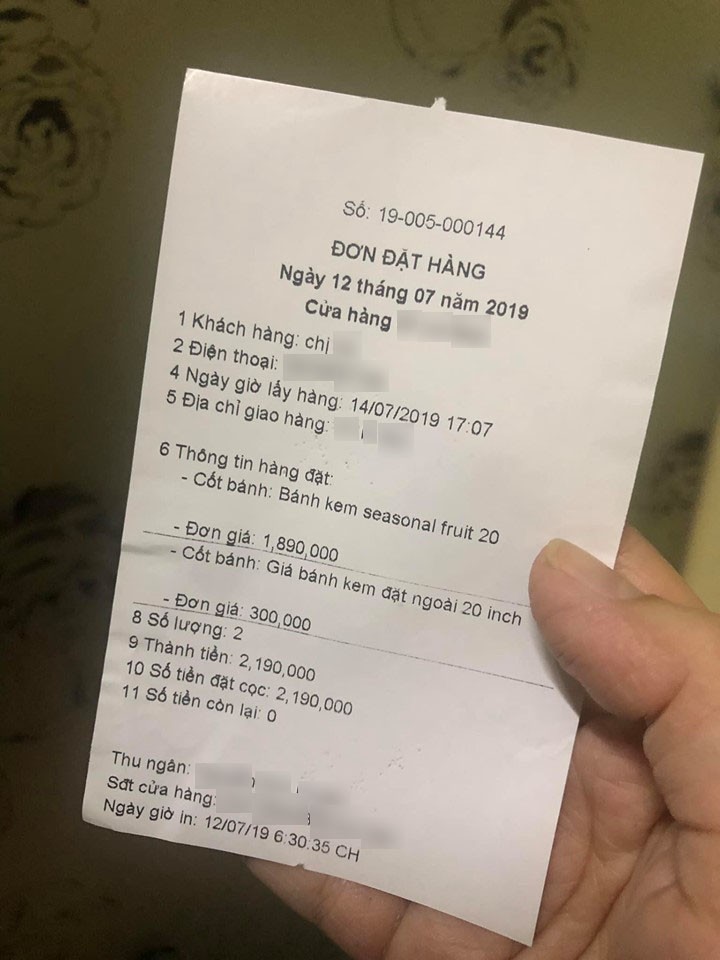 Số: 19-005-000144
ĐƠN ĐẶT HÀNG
Ngày 12 tháng 07 năm 2019
Cửa hàng
1 Khách hàng: chị
2 Điện thoại:
4 Ngày giờ lấy hàng: 14/07/2019 17:07
5 Địa chỉ giao hàng:
6 Thông tin hàng đặt:
- Cốt bánh: Bánh kem seasonal fruit 20
- Đơn giá: 1,890,000
- Cốt bánh: Giá bánh kem đặt ngoài 20 inch
- Đơn giá: 300,000
8 Số lượng: 2
9 Thành tiền: 2,190,000
10 Số tiền đặt cọc: 2,190,000
11 Số tiền còn lại: 0
Thu ngân:
Sđt cửa hàng:
Ngày giờ in: 12/07/19 6:30:35 CH